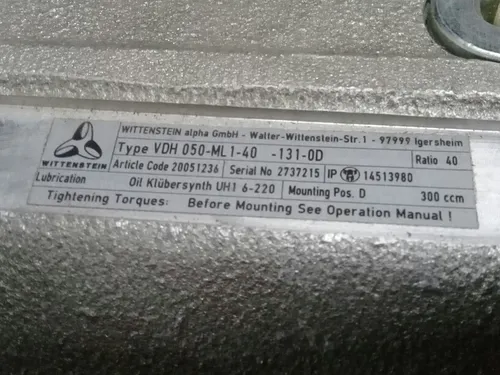 WITTENSTEIN alpha GmbH - Walter-Wittenstein-Str.1 - 97999 Igersheim
WITTENSTEIN
Type VDH 050-ML1-40 -131-0D Ratio 40
Article Code 20051236 Serial No 2737215 IP 14513980
Lubrication Oil Klübersynth UH1 6-220 Mounting Pos. D 300 ccm
Tightening Torques: Before Mounting See Operation Manual !